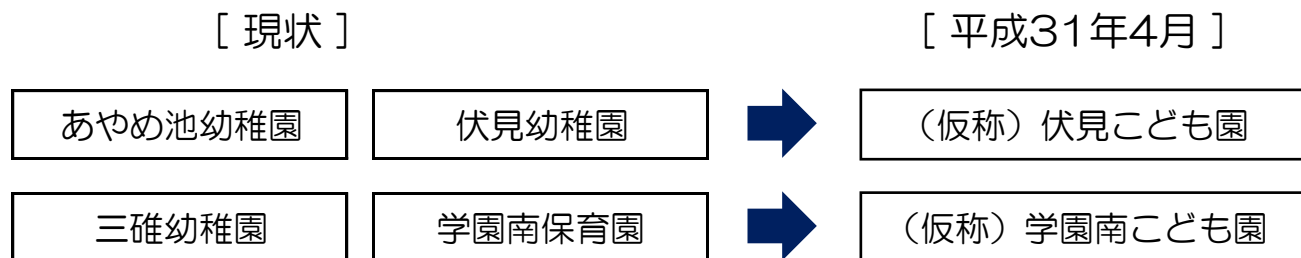 [ 現状 ] [ 平成31年4月 ]
あやめ池幼稚園 伏見幼稚園 (仮称)伏見こども園
三碓幼稚園 学園南保育園 (仮称)学園南こども園